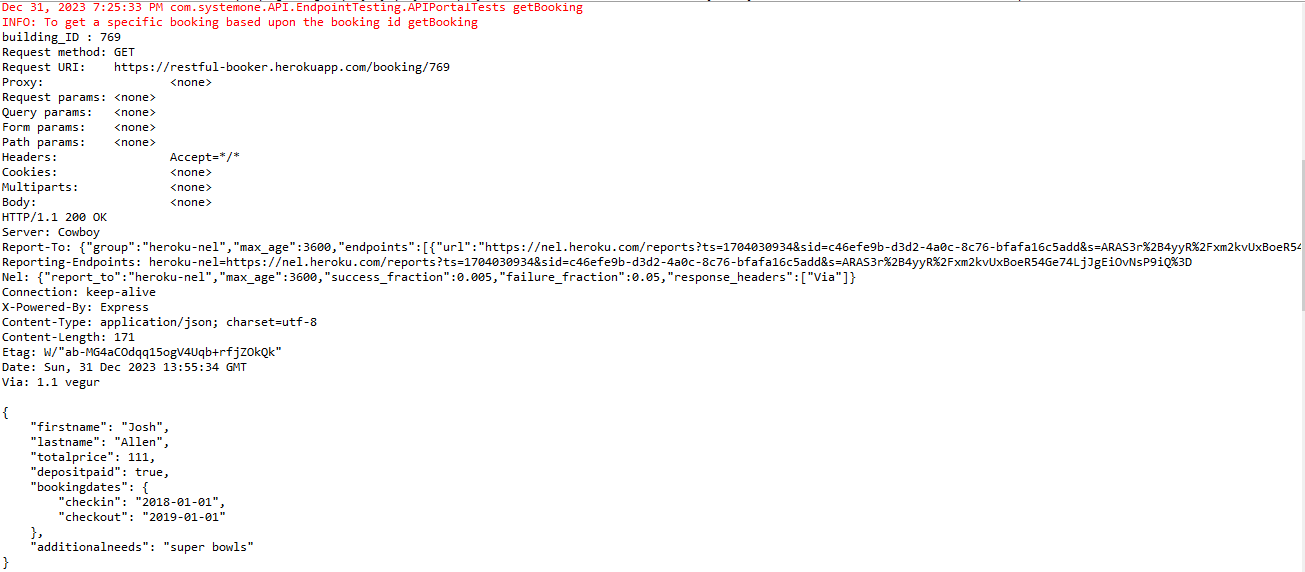 Dec 31, 2023 7:25:33 PM com.systemone.API.EndpointTesting.APIPortalTests getBooking
INFO: To get a specific booking based upon the booking id getBooking
building_ID : 769
Request method: GET
Request URI: https://restful-booker.herokuapp.com/booking/769
Proxy: <none>
Request params: <none>
Query params: <none>
Form params: <none>
Path params: <none>
Headers: Accept=*/*
Cookies: <none>
Multiparts: <none>
Body: <none>
HTTP/1.1 200 OK
Server: Cowboy
Report-To: {"group":"heroku-nel","max_age":3600,"endpoints":[{"url":"https://nel.heroku.com/reports?ts=1704030934&sid=c46efe9b-d3d2-4a0c-8c76-bfafa16c5add&s=ARAS3r%2B4yyR%2Fxm2kvUxBoeR54
Reporting-Endpoints: heroku-nel=https://nel.heroku.com/reports?ts=1704030934&sid=c46efe9b-d3d2-4a0c-8c76-bfafa16c5add&s=ARAS3r%2B4yyR%2Fxm2kvUxBoeR54Ge74LjJgEiOvNsP9iQ%3D
Nel: {"report_to":"heroku-nel","max_age":3600,"success_fraction":0.005,"failure_fraction":0.05,"response_headers":["Via"]}
Connection: keep-alive
X-Powered-By: Express
Content-Type: application/json; charset=utf-8
Content-Length: 171
Etag: W/"ab-MG4aCOdqq15ogV4Uqb+rfjZOkQk"
Date: Sun, 31 Dec 2023 13:55:34 GMT
Via: 1.1 vegur
{
"firstname": "Josh",
"lastname": "Allen",
"totalprice": 111,
"depositpaid": true,
"bookingdates": {
"checkin": "2018-01-01",
"checkout": "2019-01-01"
},
"additionalneeds": "super bowls"
}